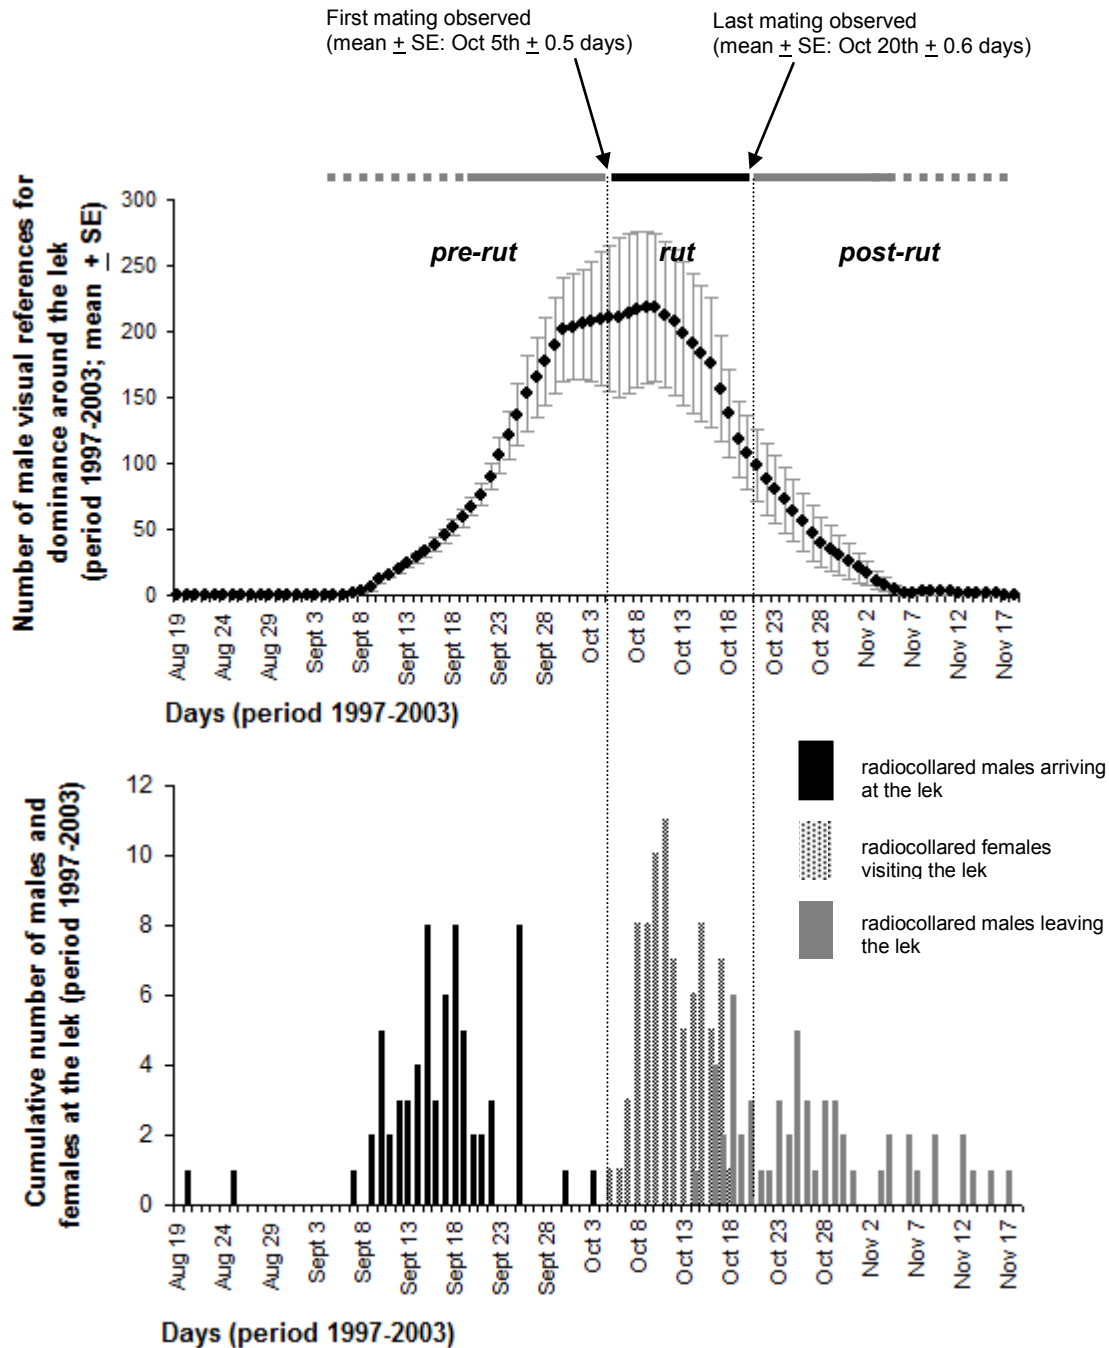 First mating observed
(mean + SE: Oct 5th + 0.5 days)
Last mating observed
(mean + SE: Oct 20th + 0.6 days)
Number of male visual references for
dominance around the lek
(period 1997-2003; mean + SE)
300
250
200
150
100
50
0
pre-rut
rut
post-rut
Aug 19
Aug 24
Aug 29
Sept 3
Sept 8
Sept 13
Sept 18
Sept 23
Sept 28
Oct 3
Oct 8
Oct 13
Oct 18
Oct 23
Oct 28
Nov 2
Nov 7
Nov 12
Nov 17
Days (period 1997-2003)
Cumulative number of males and
females at the lek (period 1997-2003)
12
10
8
6
4
2
0
radiocollared males arriving
at the lek
radiocollared females
visiting the lek
radiocollared males leaving
the lek
Aug 19
Aug 24
Aug 29
Sept 3
Sept 8
Sept 13
Sept 18
Sept 23
Sept 28
Oct 3
Oct 8
Oct 13
Oct 18
Oct 23
Oct 28
Nov 2
Nov 7
Nov 12
Nov 17
Days (period 1997-2003)